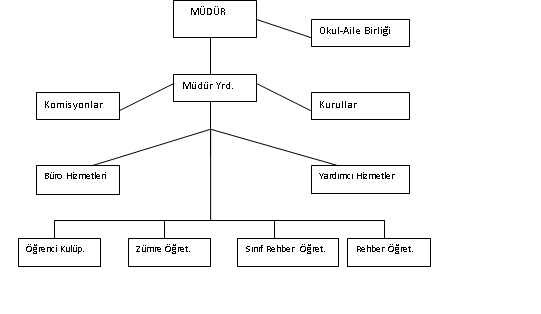 MÜDÜR
Okul-Aile Birliği
Müdür Yrd.
Komisyonlar
Kurullar
Büro Hizmetleri
Yardımcı Hizmetler
Öğrenci Kulüp.
Zümre Öğret.
Sınıf Rehber Öğret.
Rehber Öğret.